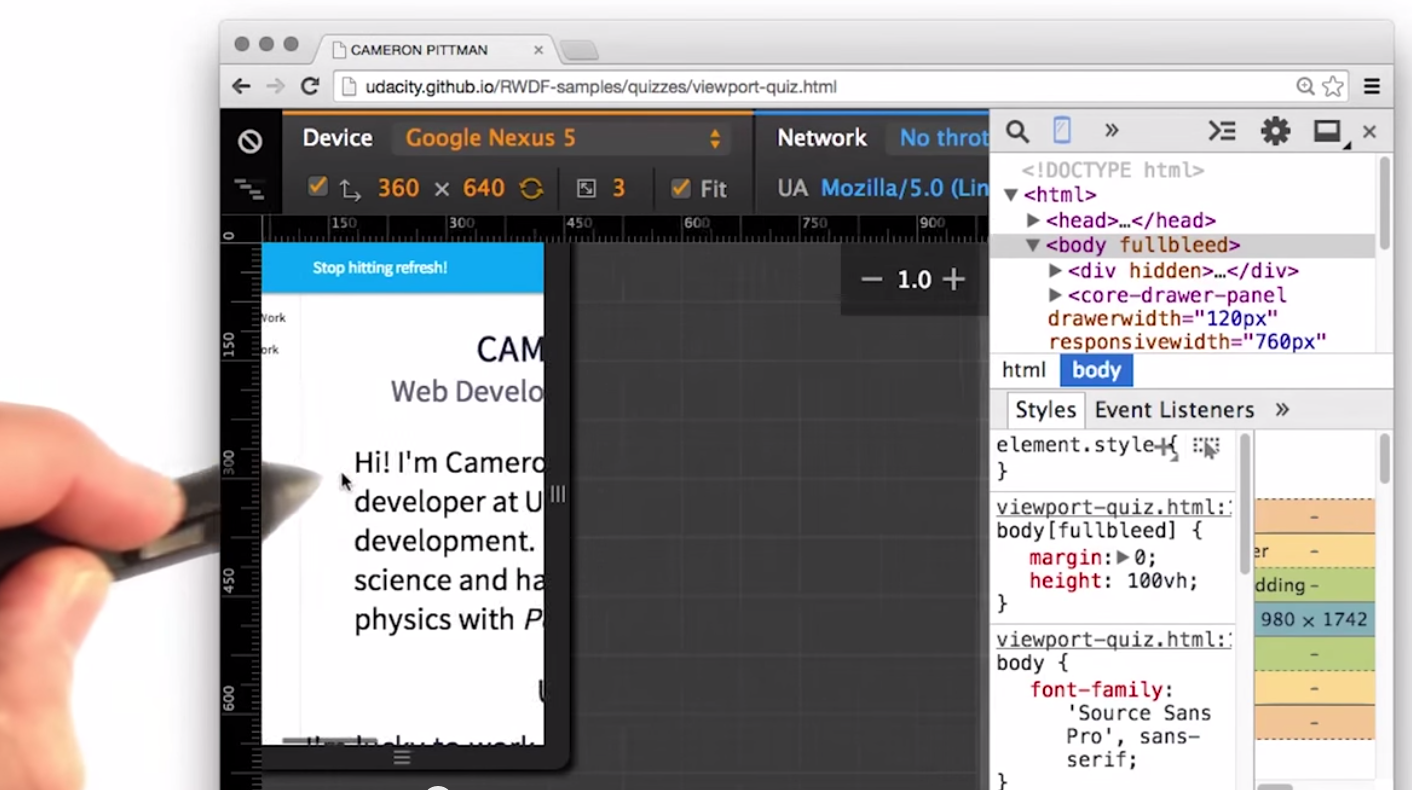 CAMERON PITTMAN
udacity.github.io/RWDF-samples/quizzes/viewport-quiz.html
Device Google Nexus 5
Network No throt
360 × 640 3 Fit
UA Mozilla/5.0 (Lin
150 300 450 600 750 900
0
150
300
450
600
Stop hitting refresh!
Work
ork
CAM
Web Develo
Hi! I'm Camero
developer at U
development.
science and ha
physics with P
I'm lucky to work
− 1.0 +
<!DOCTYPE html>
▼<html>
▶<head>…</head>
▼<body fullbleed>
▶<div hidden>…</div>
▶<core-drawer-panel
drawerwidth="120px"
responsivewidth="760px"
html body
Styles Event Listeners »
element.style {
}
viewport-quiz.html:
body[fullbleed] {
margin:▶0;
height: 100vh;
}
viewport-quiz.html:
body {
font-family:
'Source Sans
Pro', sans-
serif;
}
–
er –
dding –
980 × 1742
–
–
–